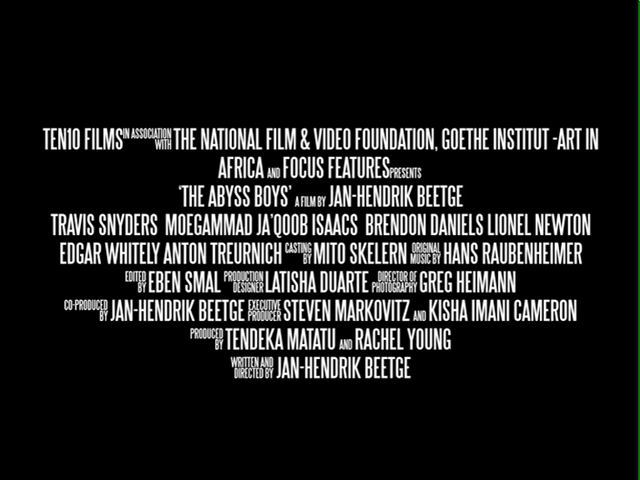 TEN10 FILMS IN ASSOCIATION WITH THE NATIONAL FILM & VIDEO FOUNDATION, GOETHE INSTITUT -ART IN
AFRICA AND FOCUS FEATURES PRESENTS
'THE ABYSS BOYS' A FILM BY JAN-HENDRIK BEETGE
TRAVIS SNYDERS MOEGAMMAD JA'QOOB ISAACS BRENDON DANIELS LIONEL NEWTON
EDGAR WHITELY ANTON TREURNICH CASTING BY MITO SKELERN ORIGINAL MUSIC BY HANS RAUBENHEIMER
EDITED BY EBEN SMAL PRODUCTION DESIGNER LATISHA DUARTE DIRECTOR OF PHOTOGRAPHY GREG HEIMANN
CO-PRODUCED BY JAN-HENDRIK BEETGE EXECUTIVE PRODUCER STEVEN MARKOVITZ AND KISHA IMANI CAMERON
PRODUCED BY TENDEKA MATATU AND RACHEL YOUNG
WRITTEN AND DIRECTED BY JAN-HENDRIK BEETGE